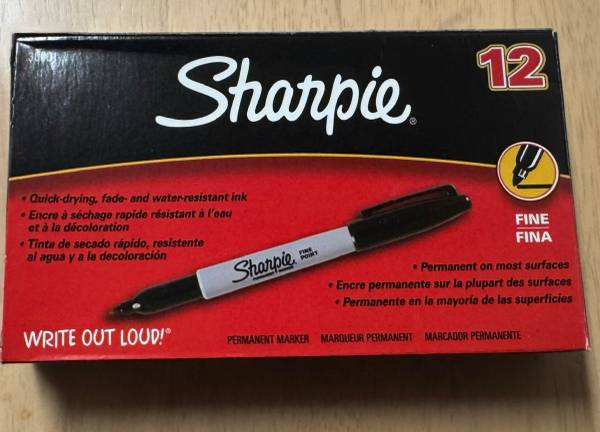 30001
Sharpie®
12
• Quick-drying, fade- and water-resistant ink
• Encre à séchage rapide résistant à l'eau
et à la décoloration
• Tinta de secado rápido, resistente
al agua y a la decoloración
FINE
FINA
Sharpie. FINE POINT
PERMANENT MARKER
• Permanent on most surfaces
• Encre permanente sur la plupart des surfaces
• Permanente en la mayoría de las superficies
WRITE OUT LOUD!®
PERMANENT MARKER MARQUEUR PERMANENT MARCADOR PERMANENTE